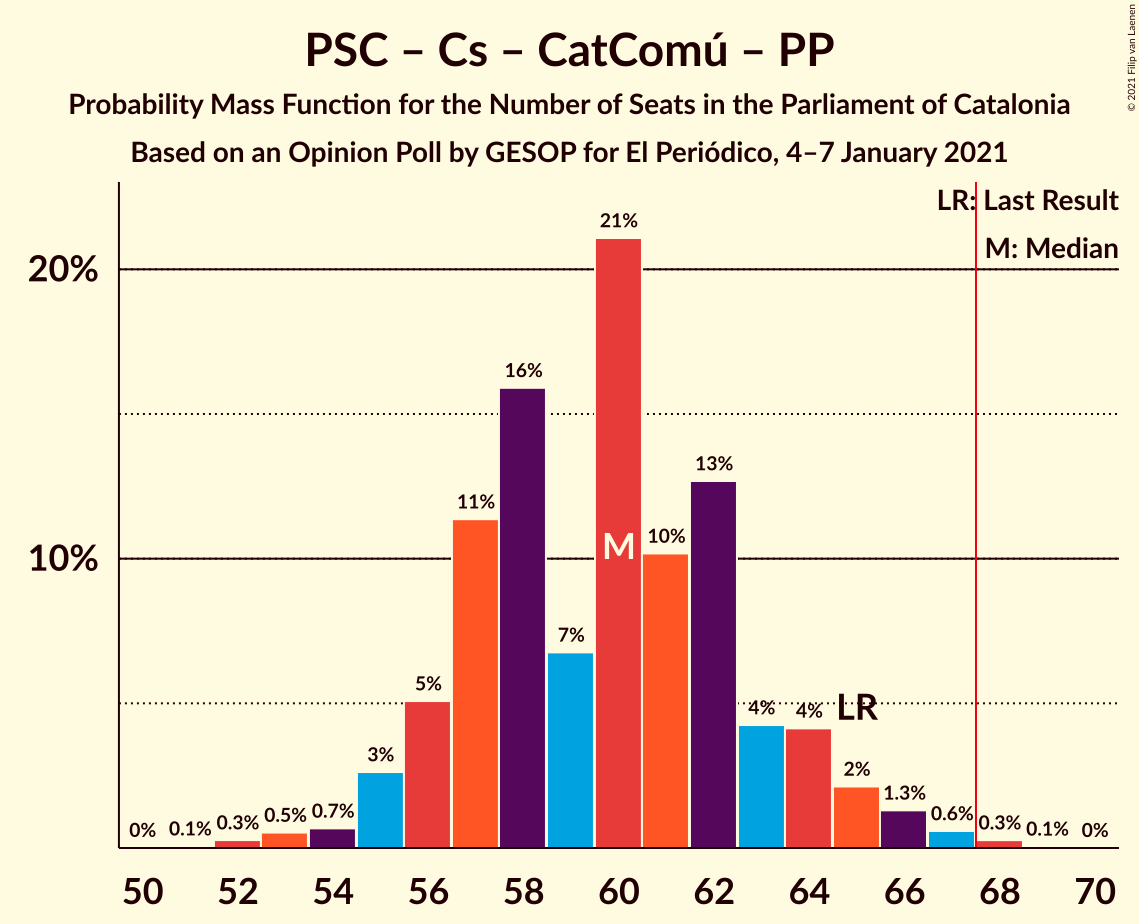 PSC – Cs – CatComú – PP
Probability Mass Function for the Number of Seats in the Parliament of Catalonia
Based on an Opinion Poll by GESOP for El Periódico, 4–7 January 2021
© 2021 Filip van Laenen
LR: Last Result
M: Median
20%
10%
0%
0.1%
0.3%
0.5%
0.7%
3%
5%
11%
16%
7%
21%
M
10%
13%
4%
4%
LR
2%
1.3%
0.6%
0.3%
0.1%
0%
50 52 54 56 58 60 62 64 66 68 70